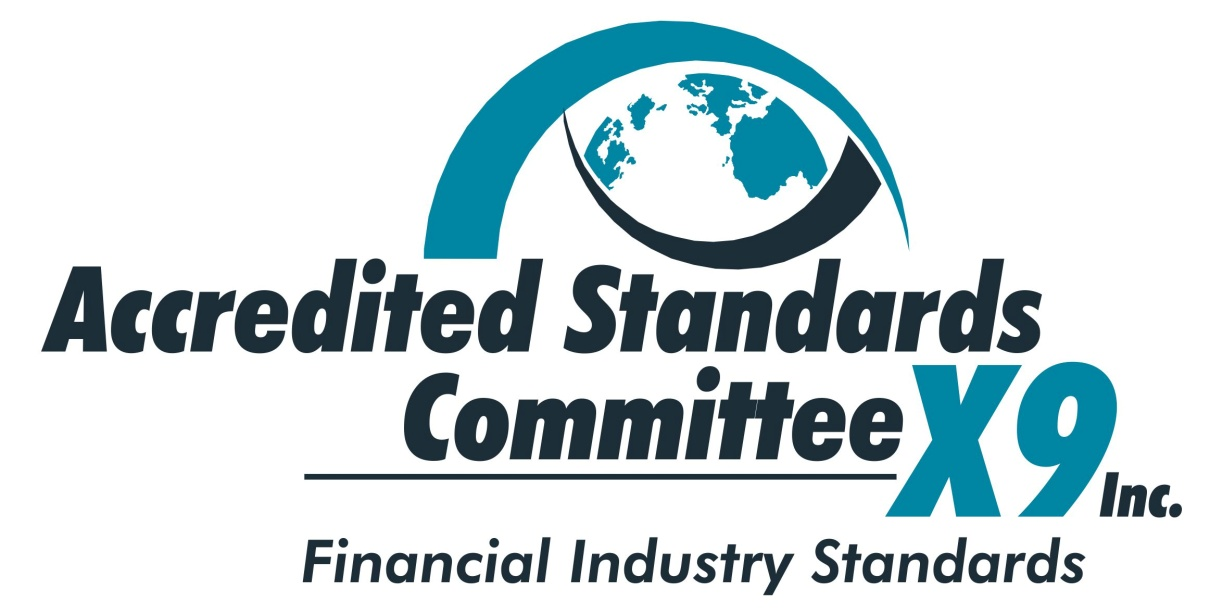 Accredited Standards
Committee X9 Inc.
Financial Industry Standards